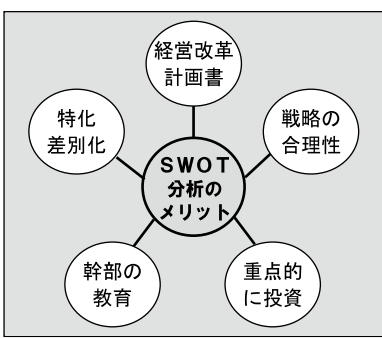 経営改革
計画書
特化
差別化
戦略の
合理性
SWOT
分析の
メリット
幹部の
教育
重点的
に投資